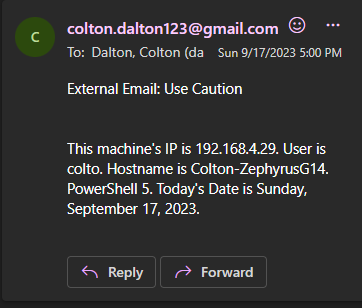 C
colton.dalton123@gmail.com
To: Dalton, Colton (da Sun 9/17/2023 5:00 PM
External Email: Use Caution
This machine's IP is 192.168.4.29. User is
colto. Hostname is Colton-ZephyrusG14.
PowerShell 5. Today's Date is Sunday,
September 17, 2023.
Reply Forward